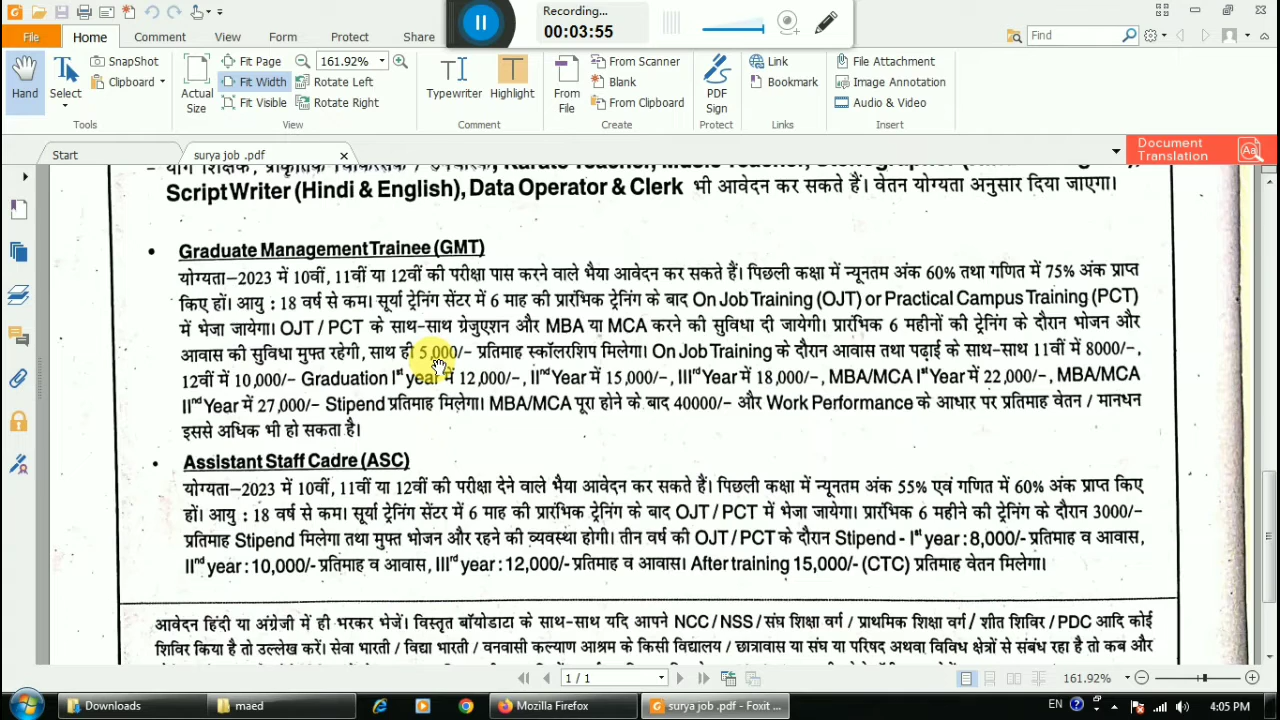 Recording...
00:03:55
File
Home
Comment
View
Form
Protect
Share
Find
Hand
Select
SnapShot
Clipboard
Tools
Actual
Size
Fit Page
Fit Width
Fit Visible
161.92%
Rotate Left
Rotate Right
View
Typewriter
Highlight
Comment
From
File
From Scanner
Blank
From Clipboard
Create
PDF
Sign
Protect
Link
Bookmark
Links
File Attachment
Image Annotation
Audio & Video
Insert
Start
surya job .pdf
Document
Translation
- योग शिक्षक, प्राकृतिक
Script Writer (Hindi & English), Data Operator & Clerk भी आवेदन कर सकते हैं। वेतन योग्यता अनुसार दिया जाएगा।
• Graduate Management Trainee (GMT)
योग्यता–2023 में 10वीं, 11वीं या 12वीं की परीक्षा पास करने वाले भैया आवेदन कर सकते हैं। पिछली कक्षा में न्यूनतम अंक 60% तथा गणित में 75% अंक प्राप्त
किए हों। आयु : 18 वर्ष से कम। सूर्या ट्रेनिंग सेंटर में 6 माह की प्रारंभिक ट्रेनिंग के बाद On Job Training (OJT) or Practical Campus Training (PCT)
में भेजा जायेगा। OJT / PCT के साथ-साथ ग्रेजुएशन और MBA या MCA करने की सुविधा दी जायेगी। प्रारंभिक 6 महीनों की ट्रेनिंग के दौरान भोजन और
आवास की सुविधा मुफ्त रहेगी, साथ ही 5,000/- प्रतिमाह स्कॉलरशिप मिलेगा। On Job Training के दौरान आवास तथा पढ़ाई के साथ-साथ 11वीं में 8000/-,
12वीं में 10,000/- Graduation Ist year में 12,000/-, IInd Year में 15,000/-, IIIrd Year में 18,000/-, MBA/MCA Ist Year में 22,000/-, MBA/MCA
IInd Year में 27,000/- Stipend प्रतिमाह मिलेगा। MBA/MCA पूरा होने के बाद 40000/- और Work Performance के आधार पर प्रतिमाह वेतन / मानधन
इससे अधिक भी हो सकता है।
• Assistant Staff Cadre (ASC)
योग्यता–2023 में 10वीं, 11वीं या 12वीं की परीक्षा देने वाले भैया आवेदन कर सकते हैं। पिछली कक्षा में न्यूनतम अंक 55% एवं गणित में 60% अंक प्राप्त किए
हों। आयु : 18 वर्ष से कम। सूर्या ट्रेनिंग सेंटर में 6 माह की प्रारंभिक ट्रेनिंग के बाद OJT / PCT में भेजा जायेगा। प्रारंभिक 6 महीने की ट्रेनिंग के दौरान 3000/-
प्रतिमाह Stipend मिलेगा तथा मुफ्त भोजन और रहने की व्यवस्था होगी। तीन वर्ष की OJT / PCT के दौरान Stipend - Ist year : 8,000/- प्रतिमाह व आवास,
IInd year : 10,000/- प्रतिमाह व आवास, IIIrd year : 12,000/- प्रतिमाह व आवास। After training 15,000/- (CTC) प्रतिमाह वेतन मिलेगा।
आवेदन हिंदी या अंग्रेजी में ही भरकर भेजें। विस्तृत बॉयोडाटा के साथ-साथ यदि आपने NCC / NSS / संघ शिक्षा वर्ग / प्राथमिक शिक्षा वर्ग / शीत शिविर / PDC आदि कोई
शिविर किया है तो उल्लेख करें। सेवा भारती / विद्या भारती / वनवासी कल्याण आश्रम के किसी विद्यालय / छात्रावास या संघ या परिषद अथवा विविध क्षेत्रों से संबंध रहा है तो कब और
1 / 1
161.92%
Downloads
maed
Mozilla Firefox
surya job .pdf - Foxit ...
EN
4:05 PM